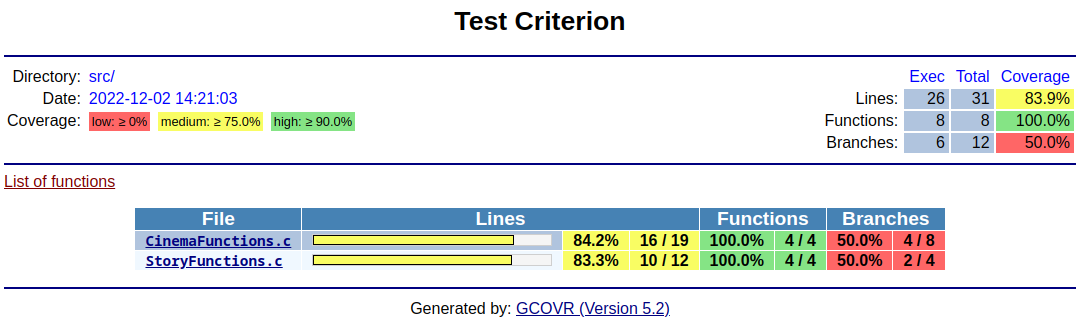 Test Criterion
Directory: src/ Exec Total Coverage
Date: 2022-12-02 14:21:03 Lines: 26 31 83.9%
Coverage: low: ≥ 0% medium: ≥ 75.0% high: ≥ 90.0% Functions: 8 8 100.0%
Branches: 6 12 50.0%
List of functions
File Lines Functions Branches
CinemaFunctions.c 84.2% 16 / 19 100.0% 4 / 4 50.0% 4 / 8
StoryFunctions.c 83.3% 10 / 12 100.0% 4 / 4 50.0% 2 / 4
Generated by: GCOVR (Version 5.2)